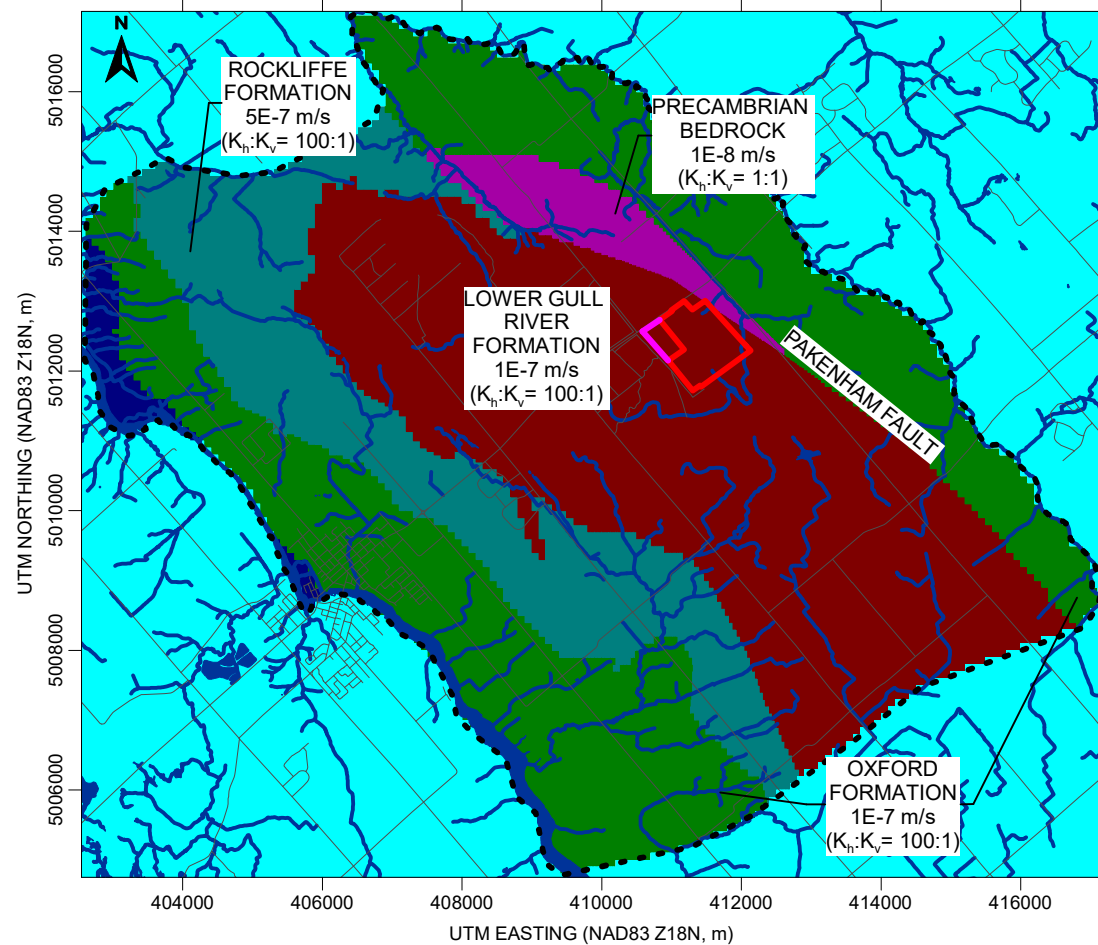 N
ROCKLIFFE
FORMATION
5E-7 m/s
(Kh:Kv= 100:1)
PRECAMBRIAN
BEDROCK
1E-8 m/s
(Kh:Kv= 1:1)
LOWER GULL
RIVER
FORMATION
1E-7 m/s
(Kh:Kv= 100:1)
PAKENHAM FAULT
OXFORD
FORMATION
1E-7 m/s
(Kh:Kv= 100:1)
UTM NORTHING (NAD83 Z18N, m)
5016000
5014000
5012000
5010000
5008000
5006000
404000
406000
408000
410000
412000
414000
416000
UTM EASTING (NAD83 Z18N, m)